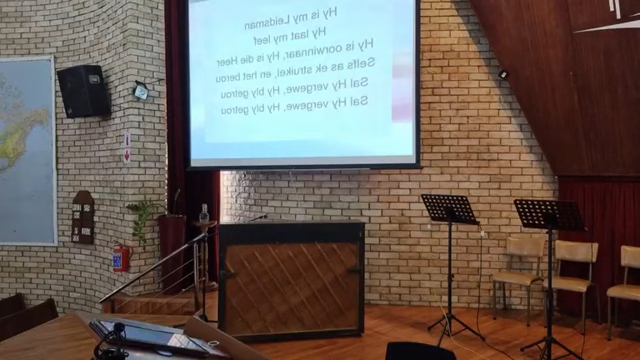 Hy is my Leidsman
Hy laat my leef
Hy is oorwinnaar, Hy is die Heer
Selfs as ek struikel, en het berou
Sal Hy vergewe, Hy bly getrou
Sal Hy vergewe, Hy bly getrou